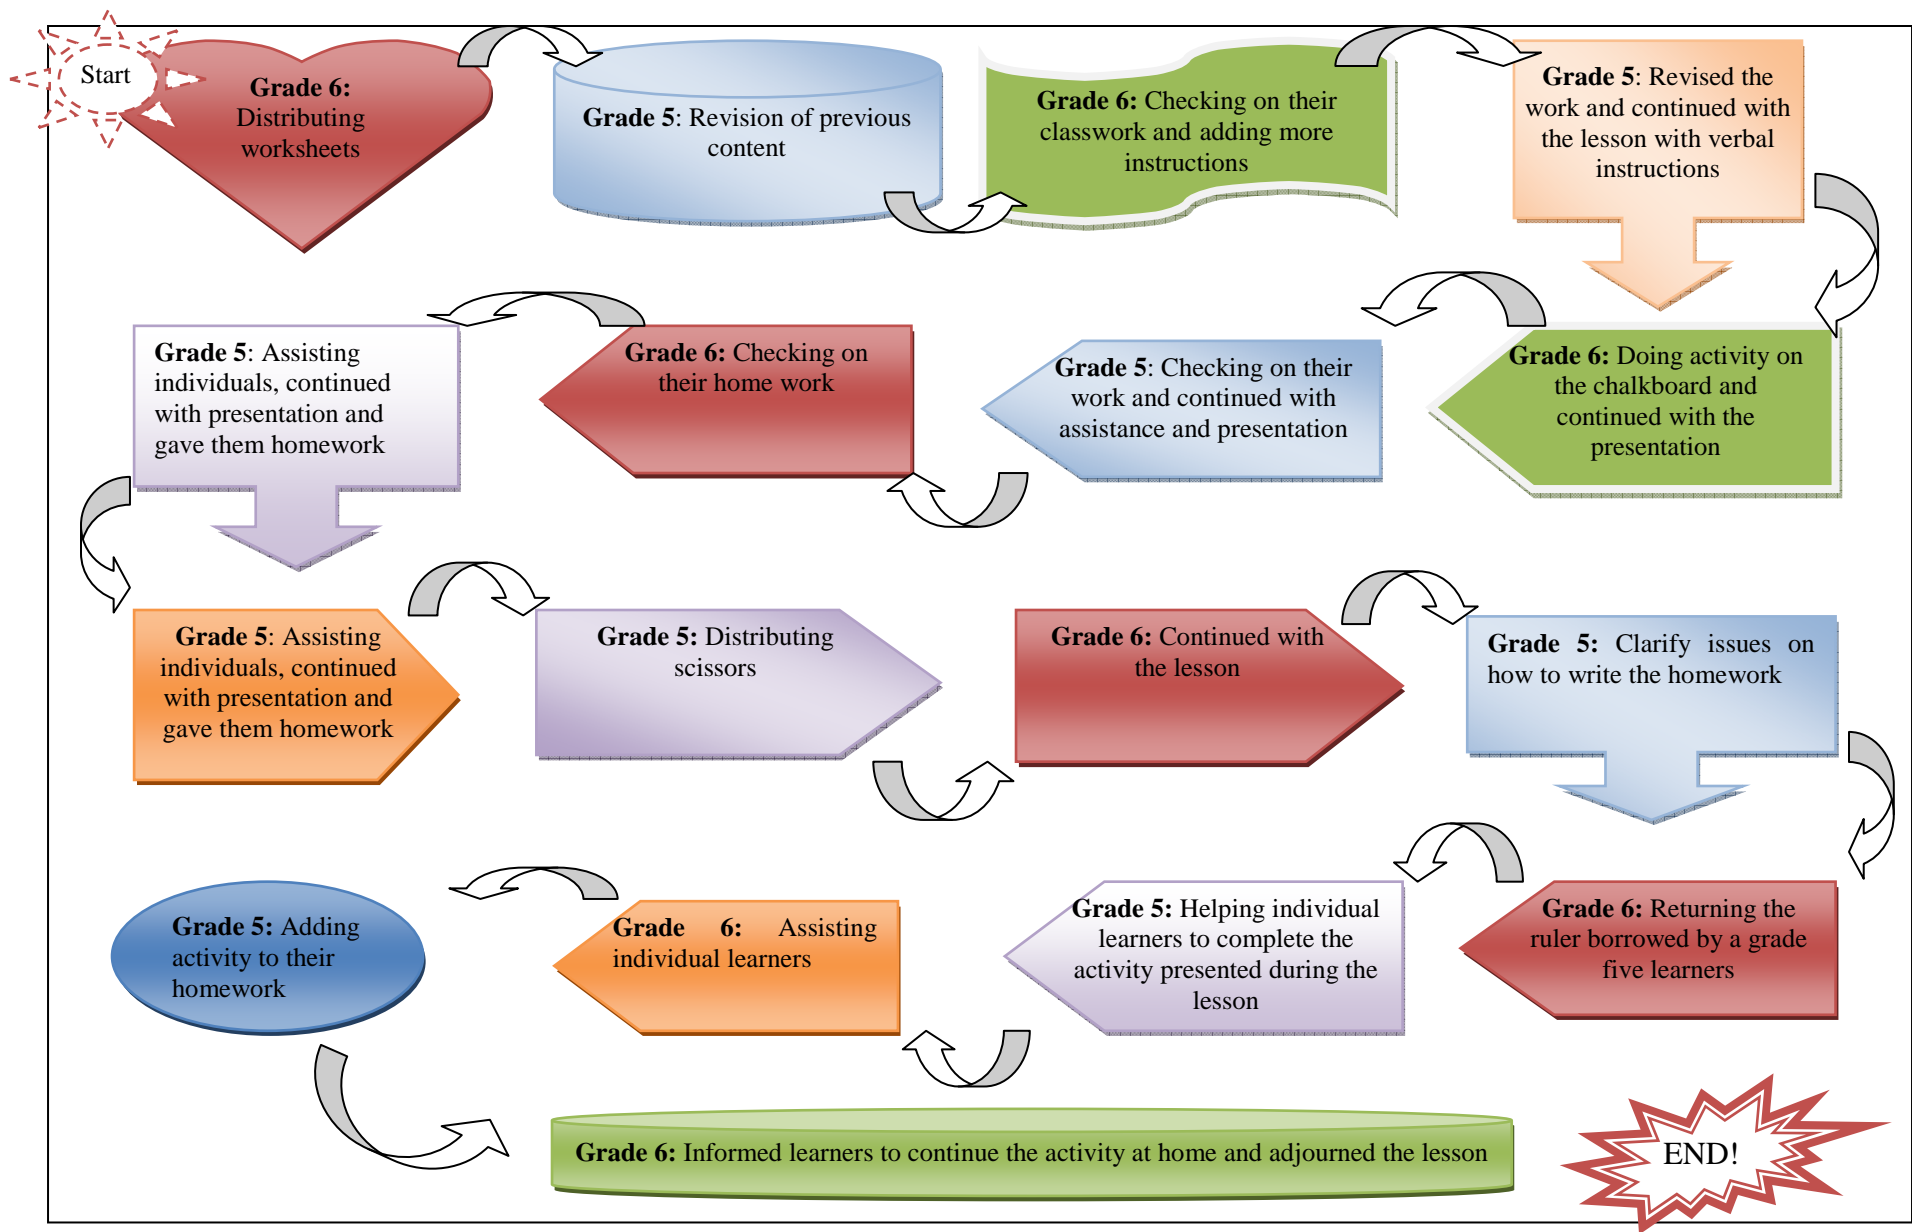 Start
Grade 6:
Distributing
worksheets
Grade 5: Revision of previous
content
Grade 6: Checking on their
classwork and adding more
instructions
Grade 5: Revised the
work and continued with
the lesson with verbal
instructions
Grade 6: Doing activity on
the chalkboard and
continued with the
presentation
Grade 5: Checking on their
work and continued with
assistance and presentation
Grade 6: Checking on
their home work
Grade 5: Assisting
individuals, continued
with presentation and
gave them homework
Grade 5: Assisting
individuals, continued
with presentation and
gave them homework
Grade 5: Distributing
scissors
Grade 6: Continued with
the lesson
Grade 5: Clarify issues on
how to write the homework
Grade 6: Returning the
ruler borrowed by a grade
five learners
Grade 5: Helping individual
learners to complete the
activity presented during the
lesson
Grade 6: Assisting
individual learners
Grade 5: Adding
activity to their
homework
Grade 6: Informed learners to continue the activity at home and adjourned the lesson
END!